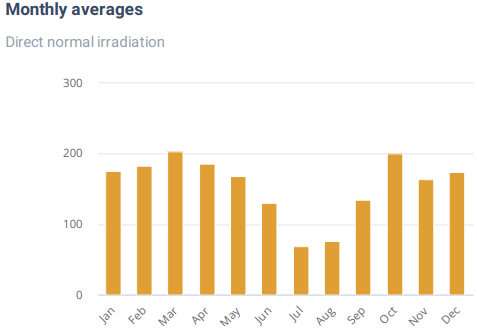 Monthly averages
Direct normal irradiation
300
200
100
0
Jan Feb Mar Apr May Jun Jul Aug Sep Oct Nov Dec